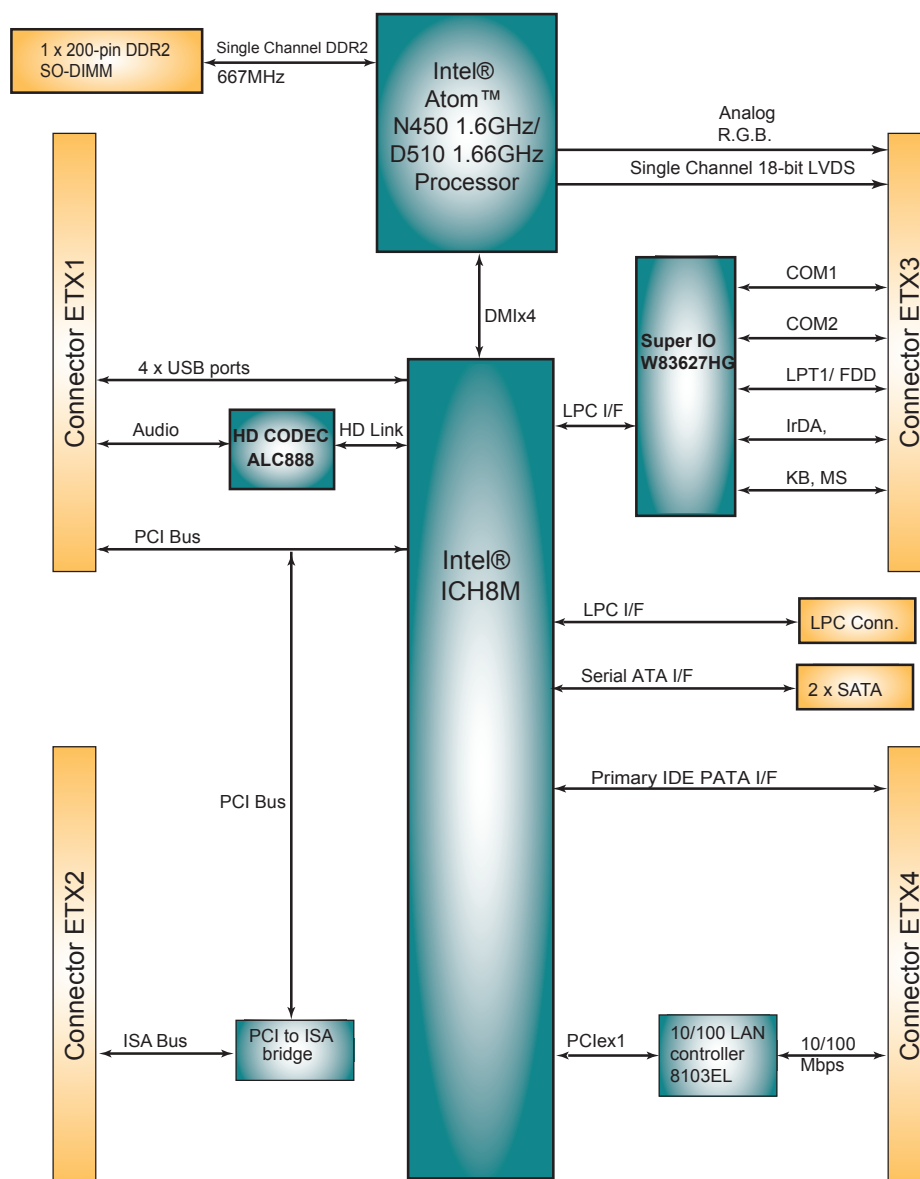 1 x 200-pin DDR2
SO-DIMM
Single Channel DDR2
667MHz
Intel®
Atom™
N450 1.6GHz/
D510 1.66GHz
Processor
Analog
R.G.B.
Single Channel 18-bit LVDS
Connector ETX1
Connector ETX3
DMIx4
Super IO
W83627HG
COM1
COM2
LPT1/ FDD
IrDA,
KB, MS
4 x USB ports
Audio
HD CODEC
ALC888
HD Link
LPC I/F
PCI Bus
Intel®
ICH8M
LPC I/F
LPC Conn.
Serial ATA I/F
2 x SATA
Primary IDE PATA I/F
PCI Bus
Connector ETX2
Connector ETX4
ISA Bus
PCI to ISA
bridge
PCIex1
10/100 LAN
controller
8103EL
10/100
Mbps